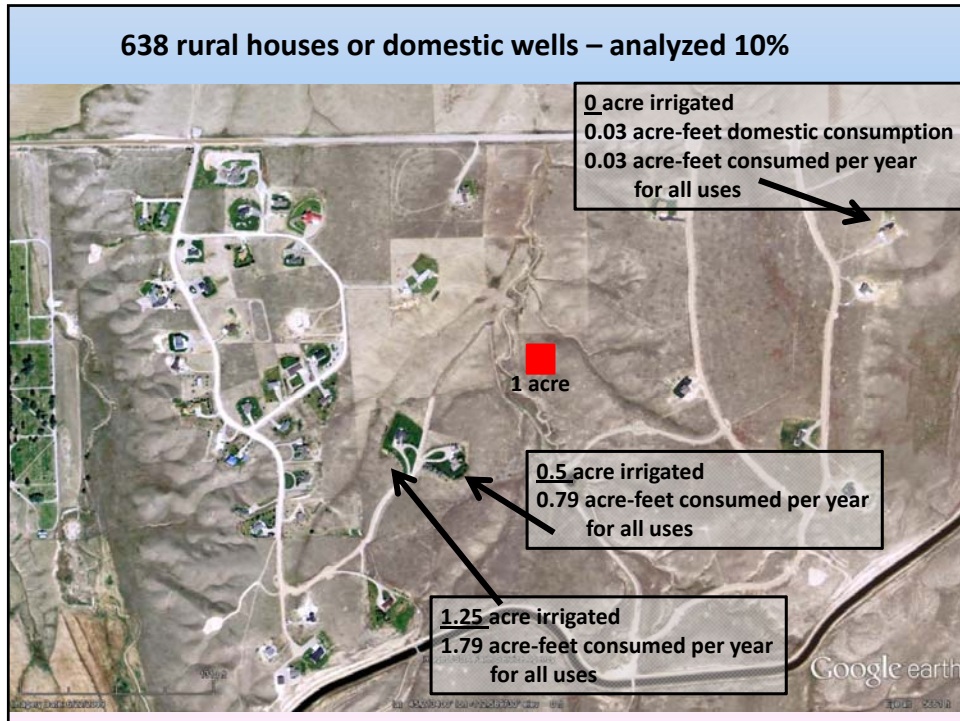 638 rural houses or domestic wells – analyzed 10%
0 acre irrigated
0.03 acre-feet domestic consumption
0.03 acre-feet consumed per year
for all uses
1 acre
0.5 acre irrigated
0.79 acre-feet consumed per year
for all uses
1.25 acre irrigated
1.79 acre-feet consumed per year
for all uses
Google earth